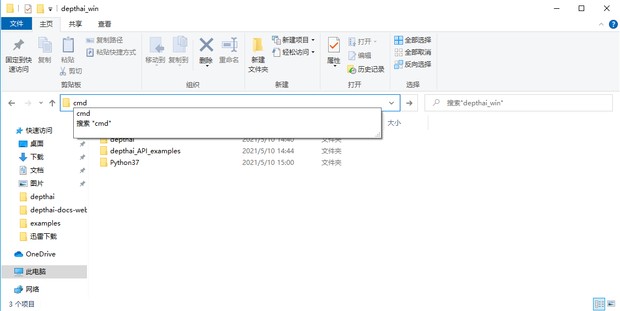 depthai_win
文件
主页
共享
查看
固定到快速访问
复制
粘贴
复制路径
粘贴快捷方式
剪切
剪贴板
移动到
复制到
删除
重命名
组织
新建文件夹
新建项目
轻松访问
新建
属性
打开
编辑
历史记录
打开
全部选择
全部取消
反向选择
选择
cmd
搜索"depthai_win"
cmd
搜索 "cmd"
大小
depthai 2021/5/10 14:40 文件夹
depthai_API_examples 2021/5/10 14:44 文件夹
Python37 2021/5/10 15:00 文件夹
快速访问
桌面
下载
文档
图片
depthai
depthai-docs-web
examples
迅雷下载
OneDrive
此电脑
网络
3 个项目